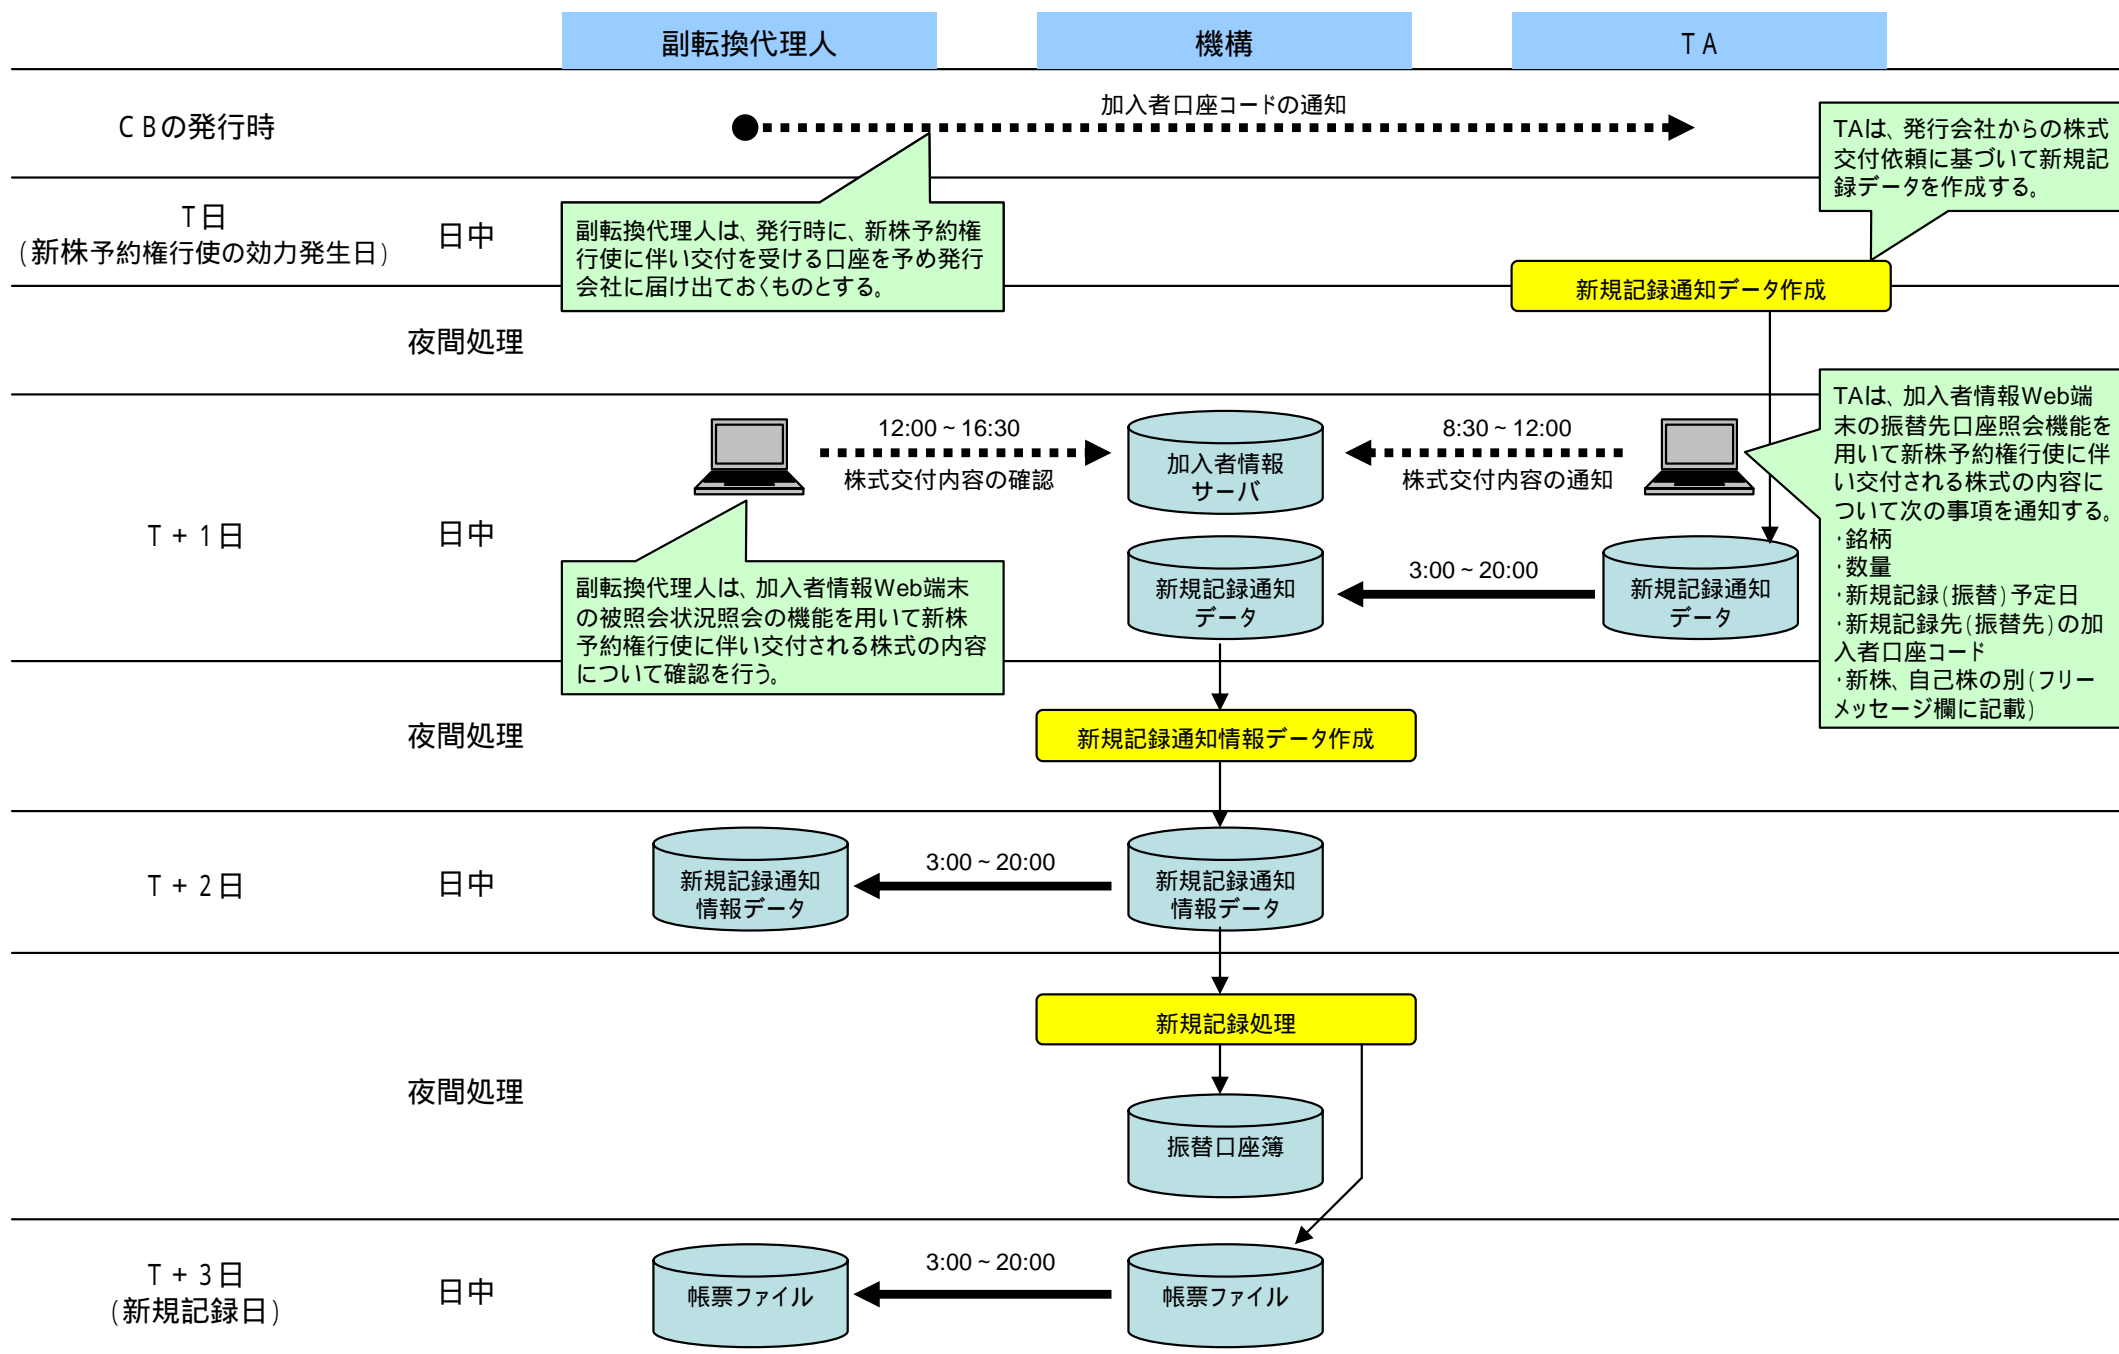 副転換代理人
機構
TA
CBの発行時
加入者口座コードの通知
TAは、発行会社からの株式
交付依頼に基づいて新規記
録データを作成する。
T日
(新株予約権行使の効力発生日)
日中
副転換代理人は、発行時に、新株予約権
行使に伴い交付を受ける口座を予め発行
会社に届け出ておくものとする。
新規記録通知データ作成
夜間処理
12:00~16:30
株式交付内容の確認
加入者情報
サーバ
8:30~12:00
株式交付内容の通知
TAは、加入者情報Web端
末の振替先口座照会機能を
用いて新株予約権行使に伴
い交付される株式の内容に
ついて次の事項を通知する。
・銘柄
・数量
・新規記録(振替)予定日
・新規記録先(振替先)の加
入者口座コード
・新株、自己株の別(フリー
メッセージ欄に記載)
T+1日
日中
副転換代理人は、加入者情報Web端末
の被照会状況照会の機能を用いて新株
予約権行使に伴い交付される株式の内容
について確認を行う。
新規記録通知
データ
3:00~20:00
新規記録通知
データ
夜間処理
新規記録通知情報データ作成
T+2日
日中
新規記録通知
情報データ
3:00~20:00
新規記録通知
情報データ
夜間処理
新規記録処理
振替口座簿
T+3日
(新規記録日)
日中
帳票ファイル
3:00~20:00
帳票ファイル